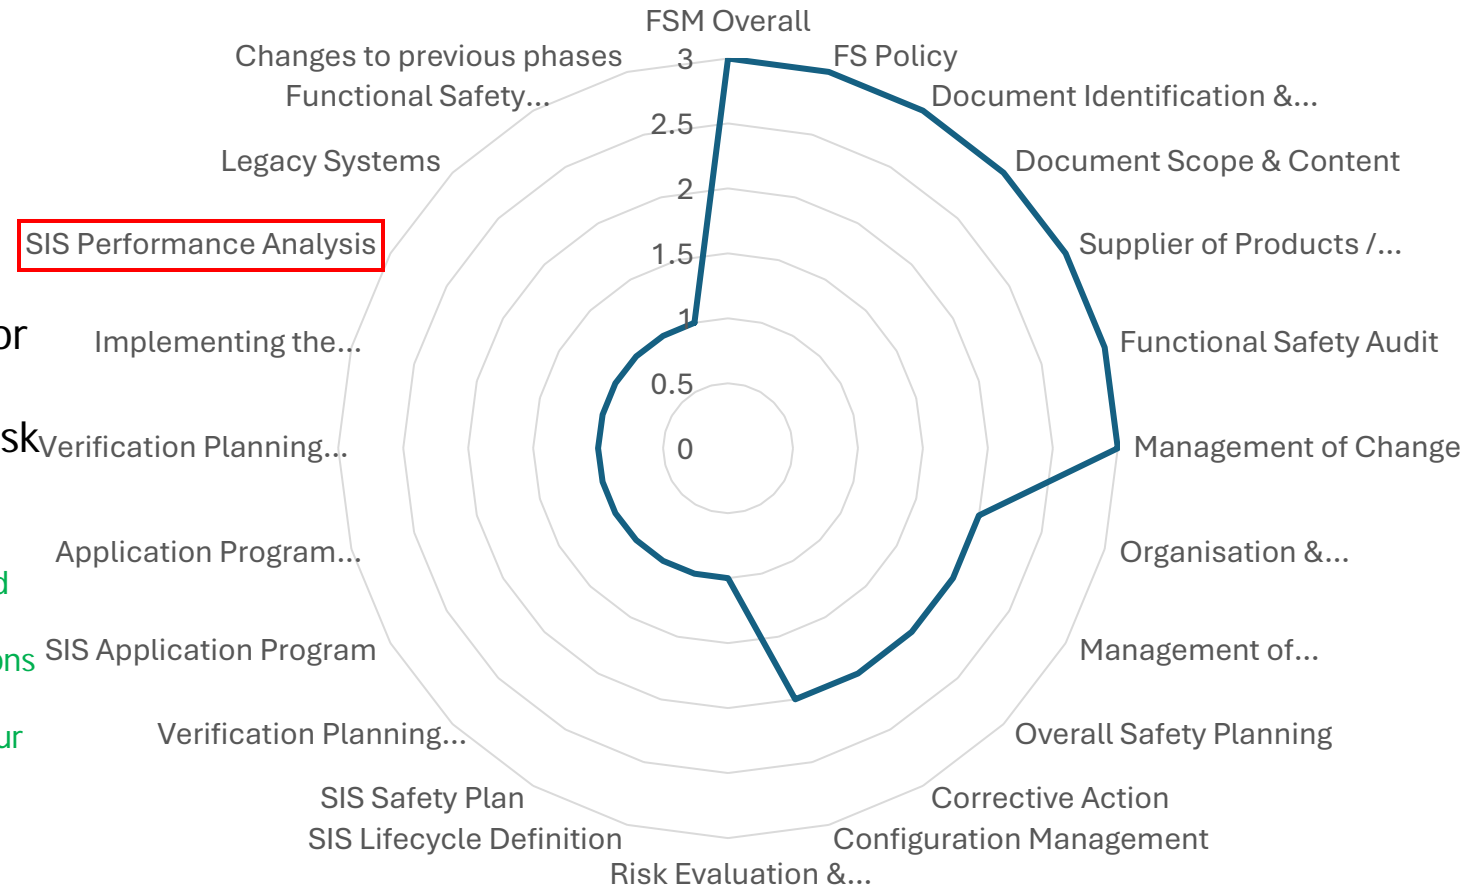 FSM Overall
Changes to previous phases
3
FS Policy
Functional Safety...
Document Identification &...
2.5
Legacy Systems
Document Scope & Content
2
SIS Performance Analysis
1.5
Supplier of Products /...
or
Implementing the...
1
Functional Safety Audit
0.5
sk
Verification Planning...
0
Management of Change
Application Program...
Organisation &...
d
SIS Application Program
Management of...
ons
Verification Planning...
Overall Safety Planning
ur
SIS Safety Plan
Corrective Action
SIS Lifecycle Definition
Configuration Management
Risk Evaluation &...